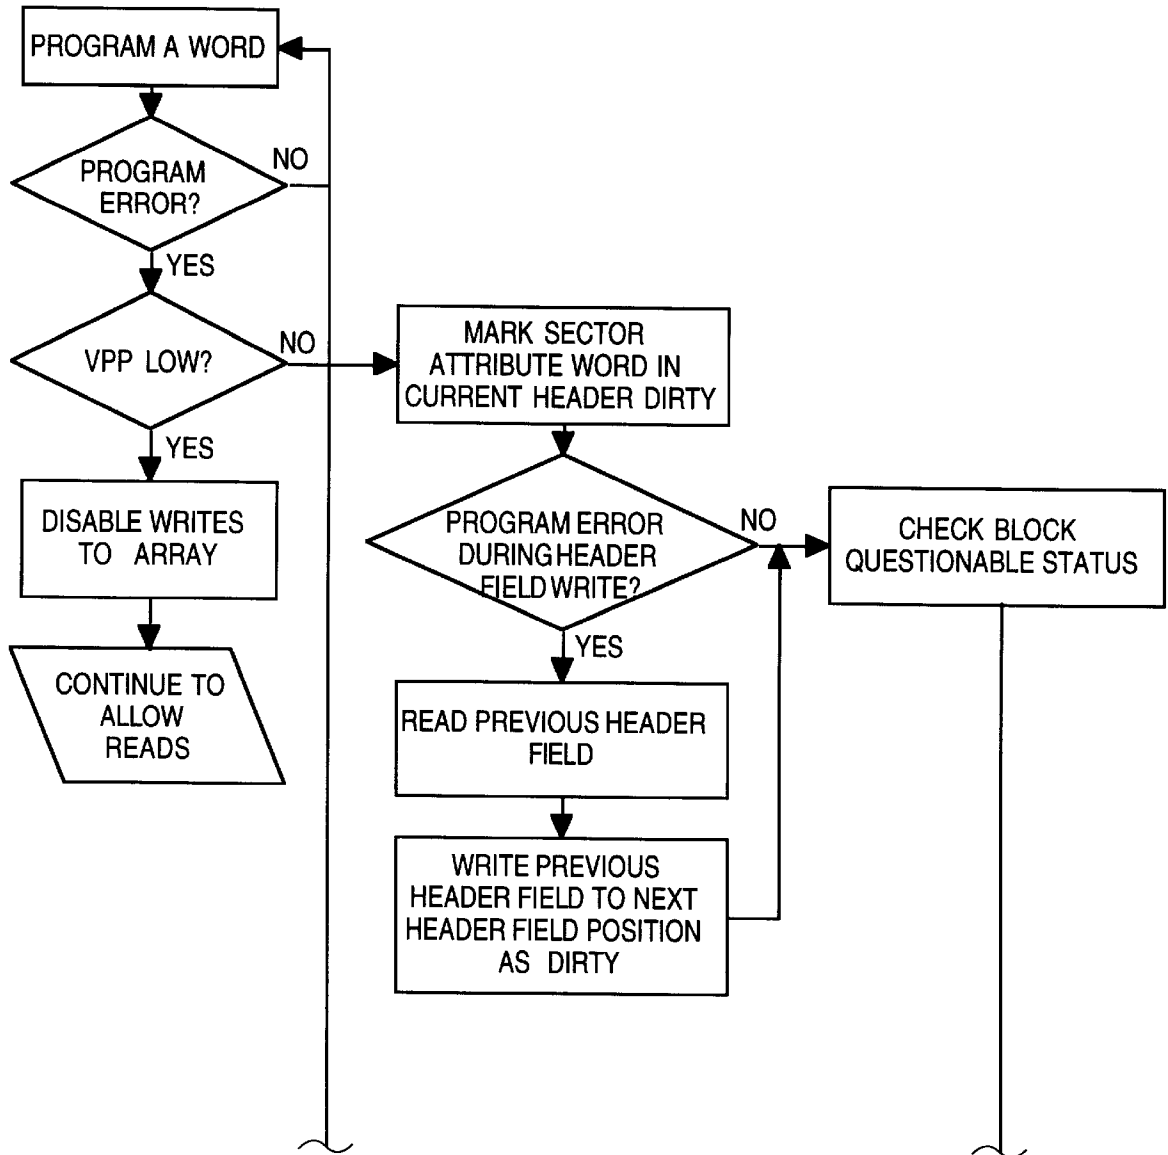 PROGRAM A WORD
PROGRAM
ERROR?
NO
YES
VPP LOW?
NO
YES
DISABLE WRITES
TO ARRAY
CONTINUE TO
ALLOW
READS
MARK SECTOR
ATTRIBUTE WORD IN
CURRENT HEADER DIRTY
PROGRAM ERROR
DURING HEADER
FIELD WRITE?
NO
YES
READ PREVIOUS HEADER
FIELD
WRITE PREVIOUS
HEADER FIELD TO NEXT
HEADER FIELD POSITION
AS DIRTY
CHECK BLOCK
QUESTIONABLE STATUS